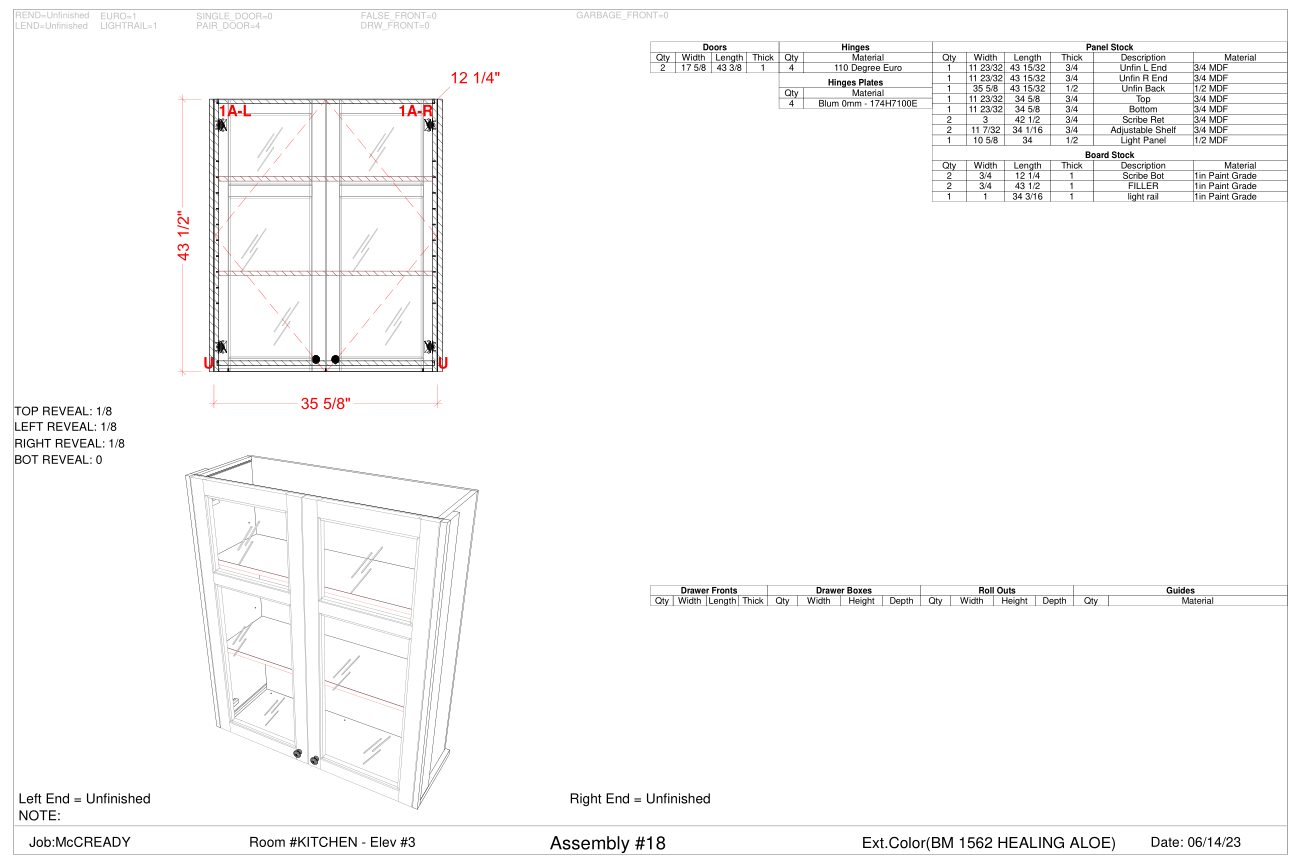 REND=Unfinished EURO=1 SINGLE_DOOR=0 FALSE_FRONT=0 GARBAGE_FRONT=0
LEND=Unfinished LIGHTRAIL=1 PAIR_DOOR=4 DRW_FRONT=0
12 1/4"
1A-L 1A-R
43 1/2"
U U
35 5/8"
TOP REVEAL: 1/8
LEFT REVEAL: 1/8
RIGHT REVEAL: 1/8
BOT REVEAL: 0
Doors
Qty Width Length Thick
2 17 5/8 43 3/8 1
Hinges
Qty Material
4 110 Degree Euro
Hinges Plates
Qty Material
4 Blum 0mm - 174H7100E
Panel Stock
Qty Width Length Thick Description Material
1 11 23/32 43 15/32 3/4 Unfin L End 3/4 MDF
1 11 23/32 43 15/32 3/4 Unfin R End 3/4 MDF
1 35 5/8 43 15/32 1/2 Unfin Back 1/2 MDF
1 11 23/32 34 5/8 3/4 Top 3/4 MDF
1 11 23/32 34 5/8 3/4 Bottom 3/4 MDF
2 3 42 1/2 3/4 Scribe Ret 3/4 MDF
2 11 7/32 34 1/16 3/4 Adjustable Shelf 3/4 MDF
1 10 5/8 34 1/2 Light Panel 1/2 MDF
Board Stock
Qty Width Length Thick Description Material
2 3/4 12 1/4 1 Scribe Bot 1in Paint Grade
2 3/4 43 1/2 1 FILLER 1in Paint Grade
1 1 34 3/16 1 light rail 1in Paint Grade
Drawer Fronts Drawer Boxes Roll Outs Guides
Qty Width Length Thick Qty Width Height Depth Qty Width Height Depth Qty Material
Left End = Unfinished Right End = Unfinished
NOTE:
Job:McCREADY Room #KITCHEN - Elev #3 Assembly #18 Ext.Color(BM 1562 HEALING ALOE) Date: 06/14/23